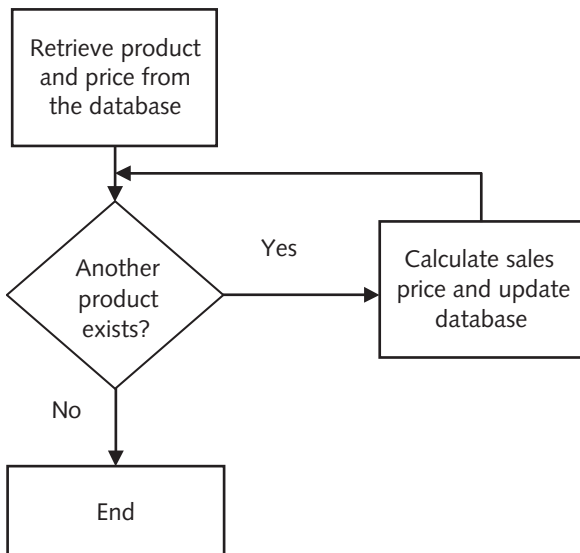 Retrieve product
and price from
the database
Yes
Another
product
exists?
Calculate sales
price and update
database
No
End